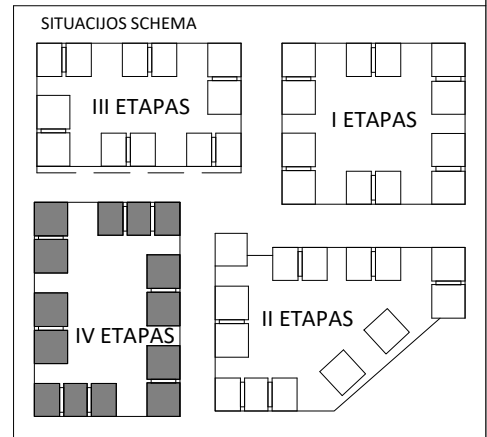 SITUACIJOS SCHEMA
III ETAPAS
I ETAPAS
IV ETAPAS
II ETAPAS